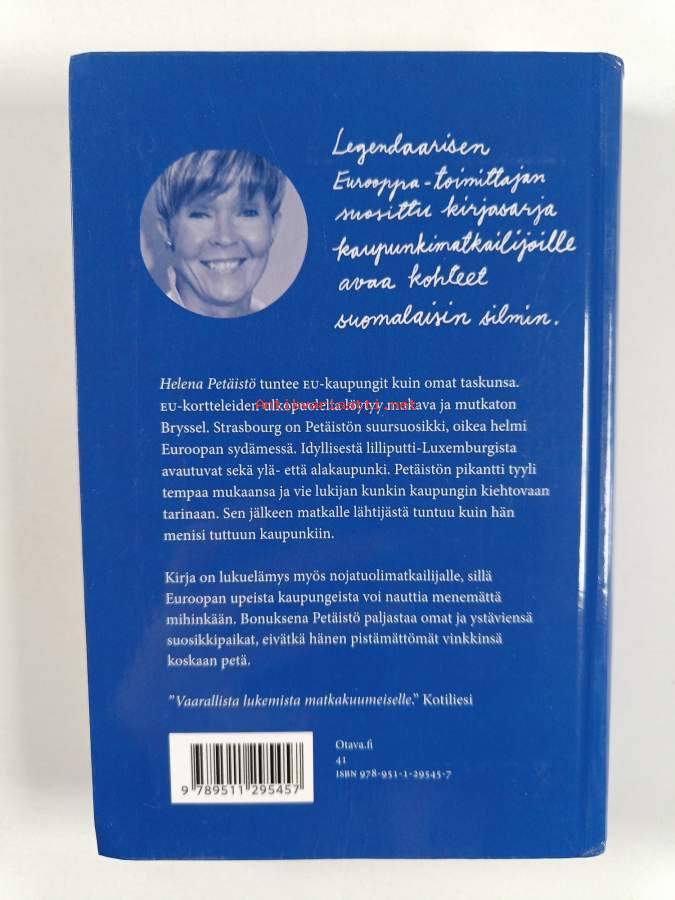 Legendaarisen
Eurooppa-toimittajan
suosittu kirjasarja
kaupunkimatkailijoille
avaa kohteet
suomalaisin silmin.
Helena Petäistö tuntee EU-kaupungit kuin omat taskunsa.
EU-kortteleiden ulkopuolelta löytyy mukava ja mutkaton
Bryssel. Strasbourg on Petäistön suursuosikki, oikea helmi
Euroopan sydämessä. Idyllisestä lilliputti-Luxemburgista
avautuvat sekä ylä- että alakaupunki. Petäistön pikantti tyyli
tempaa mukaansa ja vie lukijan kunkin kaupungin kiehtovaan
tarinaan. Sen jälkeen matkalle lähtijästä tuntuu kuin hän
menisi tuttuun kaupunkiin.
Kirja on lukuelämys myös nojatuolimatkailijalle, sillä
Euroopan upeista kaupungeista voi nauttia menemättä
mihinkään. Bonuksena Petäistö paljastaa omat ja ystäviensä
suosikkipaikat, eivätkä hänen pistämättömät vinkkinsä
koskaan petä.
"Vaarallista lukemista matkakuumeiselle." Kotiliesi
Otava.fi
41
ISBN 978-951-1-29545-7
9 789511 295457